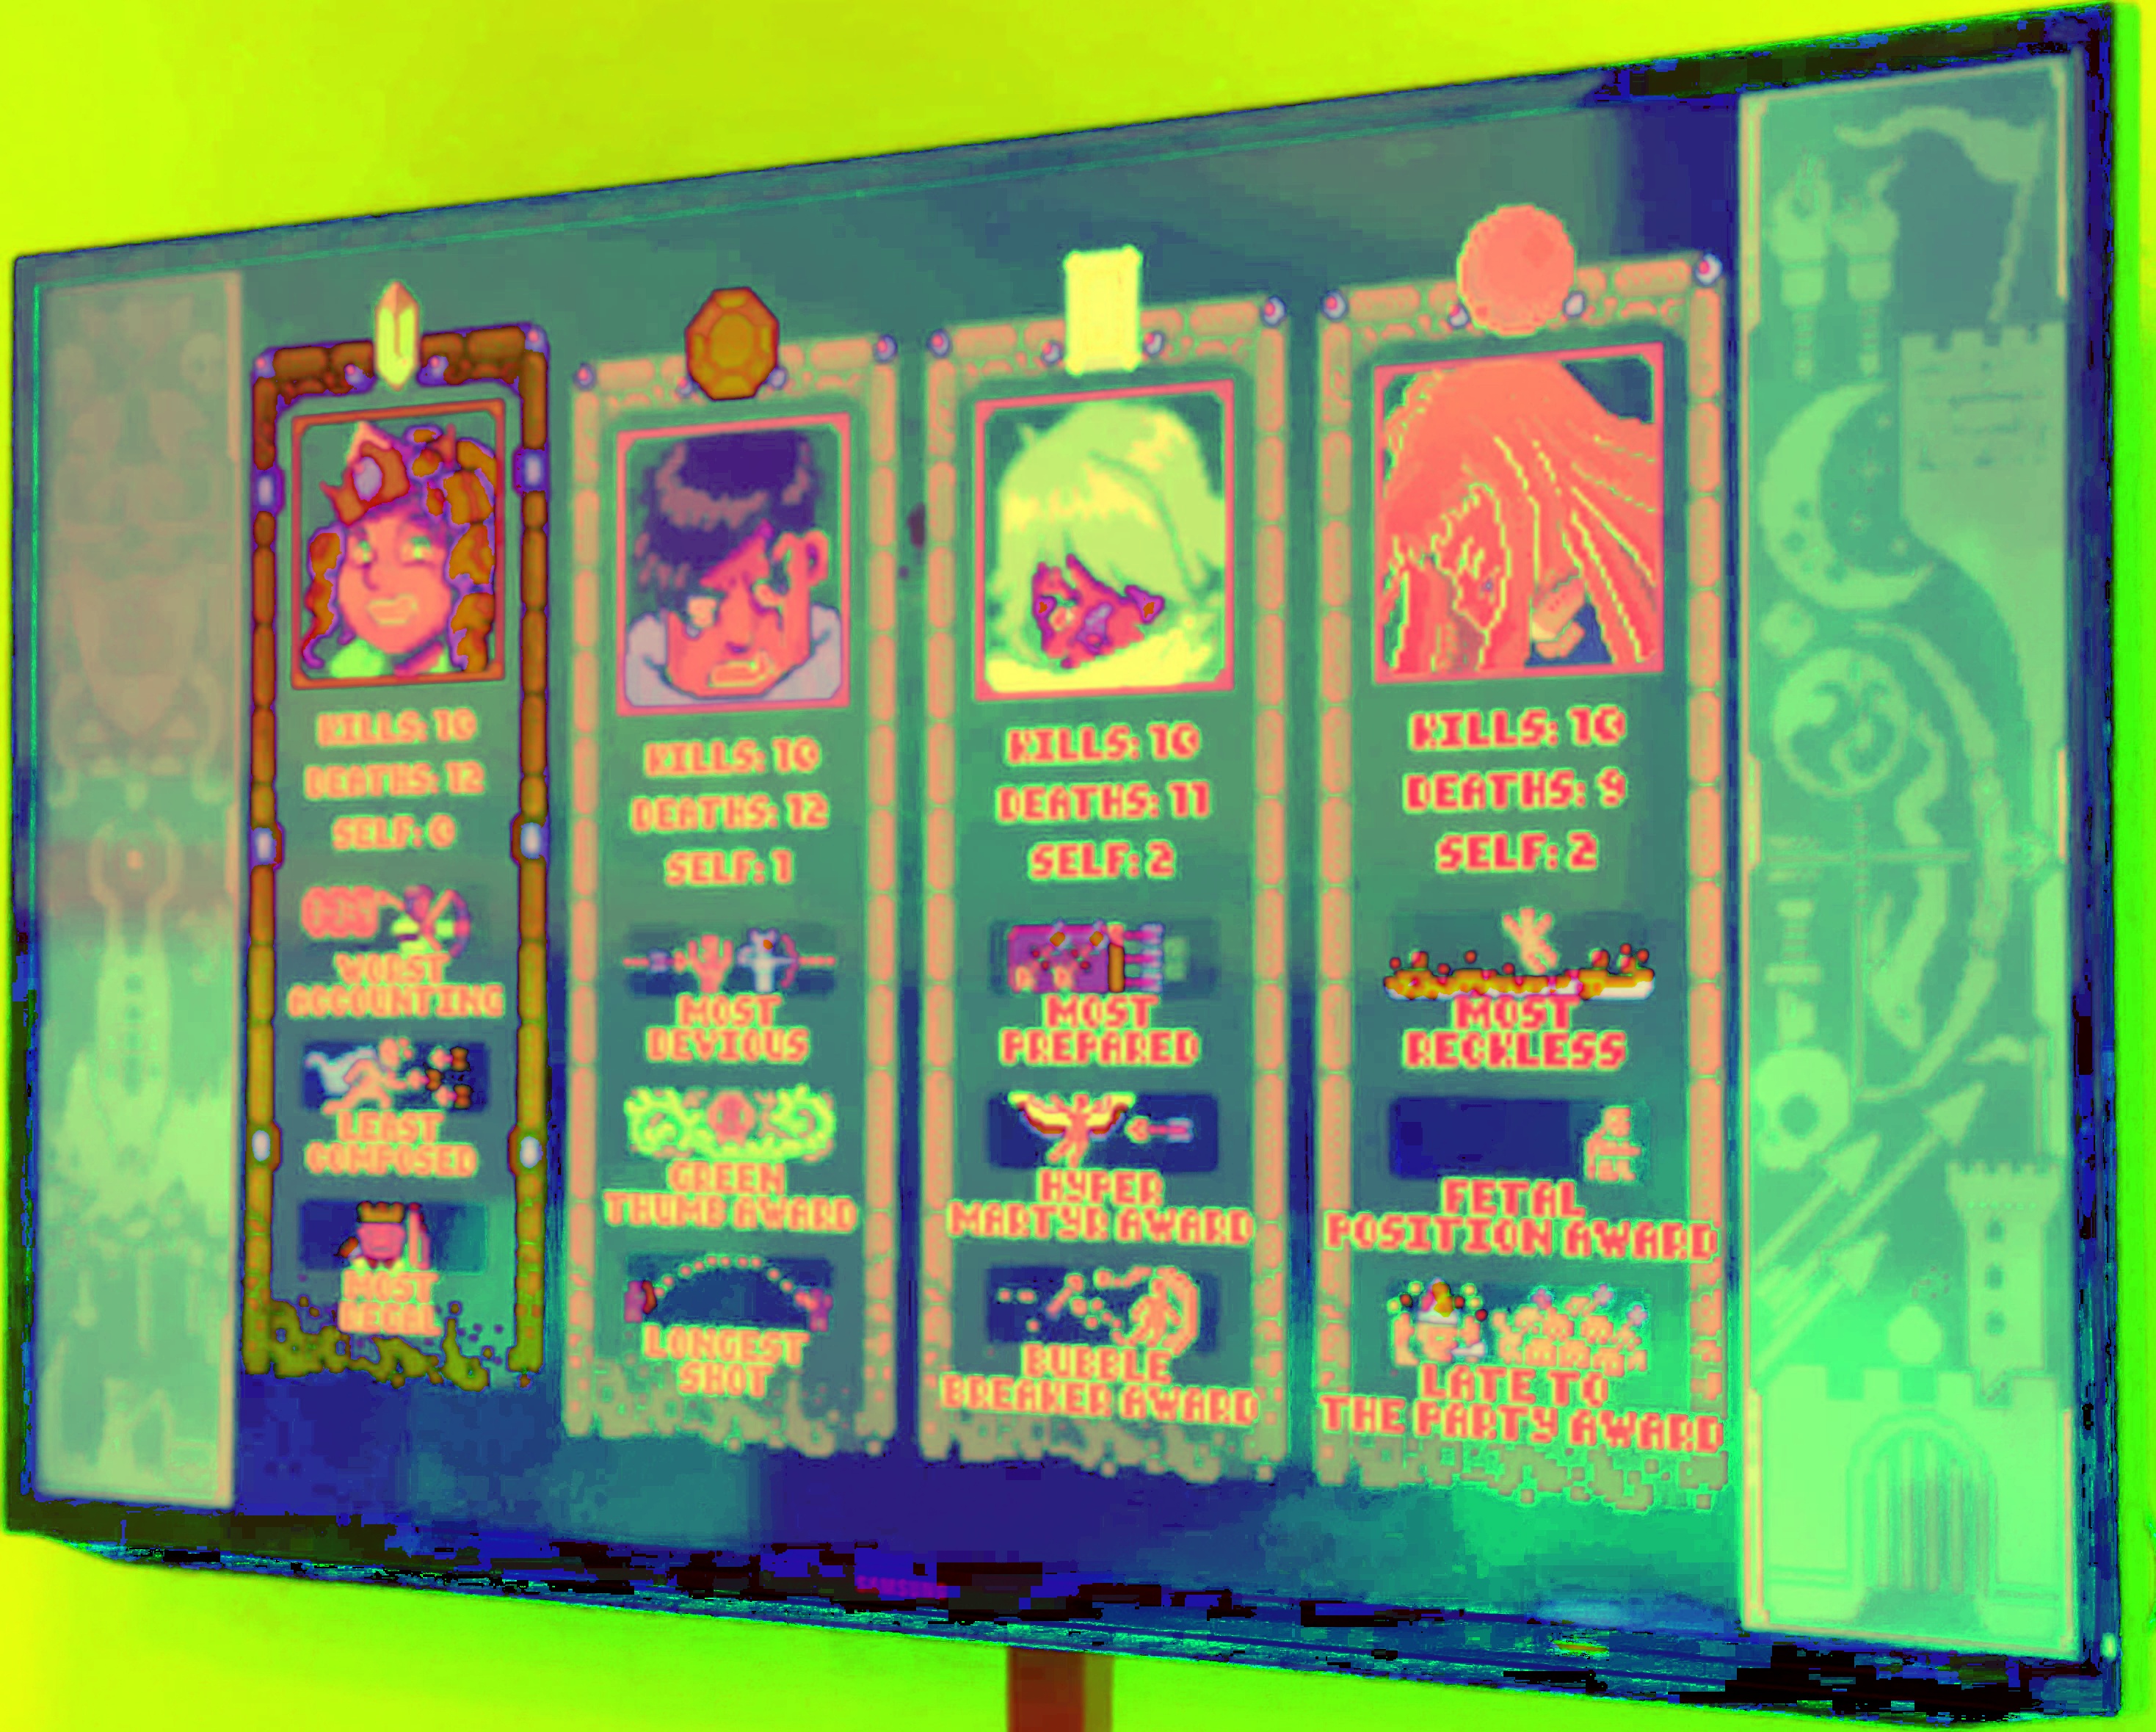 KILLS: 10
DEATHS: 12
SELF: 0
WORST
ACCOUNTING
LEAST
COMPOSED
MOST
REGAL
KILLS: 10
DEATHS: 12
SELF: 1
MOST
DEVIOUS
GREEN
THUMB AWARD
LONGEST
SHOT
KILLS: 10
DEATHS: 11
SELF: 2
MOST
PREPARED
HYPER
MARTYR AWARD
BUBBLE
BREAKER AWARD
KILLS: 10
DEATHS: 9
SELF: 2
MOST
RECKLESS
FETAL
POSITION AWARD
LATE TO
THE PARTY AWARD
SAMSUNG